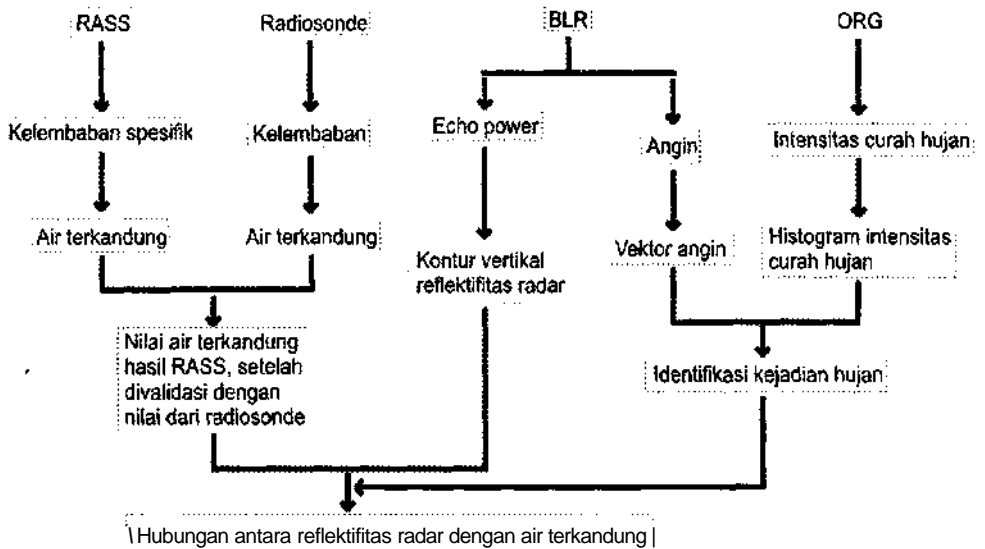 RASS
Radiosonde
BLR
ORG
Kelembaban spesifik
Kelembaban
Echo power
Angin
Intensitas curah hujan
Air terkandung
Air terkandung
Kontur vertikal
reflektifitas radar
Vektor angin
Histogram intensitas
curah hujan
Nilai air terkandung
hasil RASS, setelah
divalidasi dengan
nilai dari radiosonde
Identifikasi kejadian hujan
\Hubungan antara reflektifitas radar dengan air terkandung|